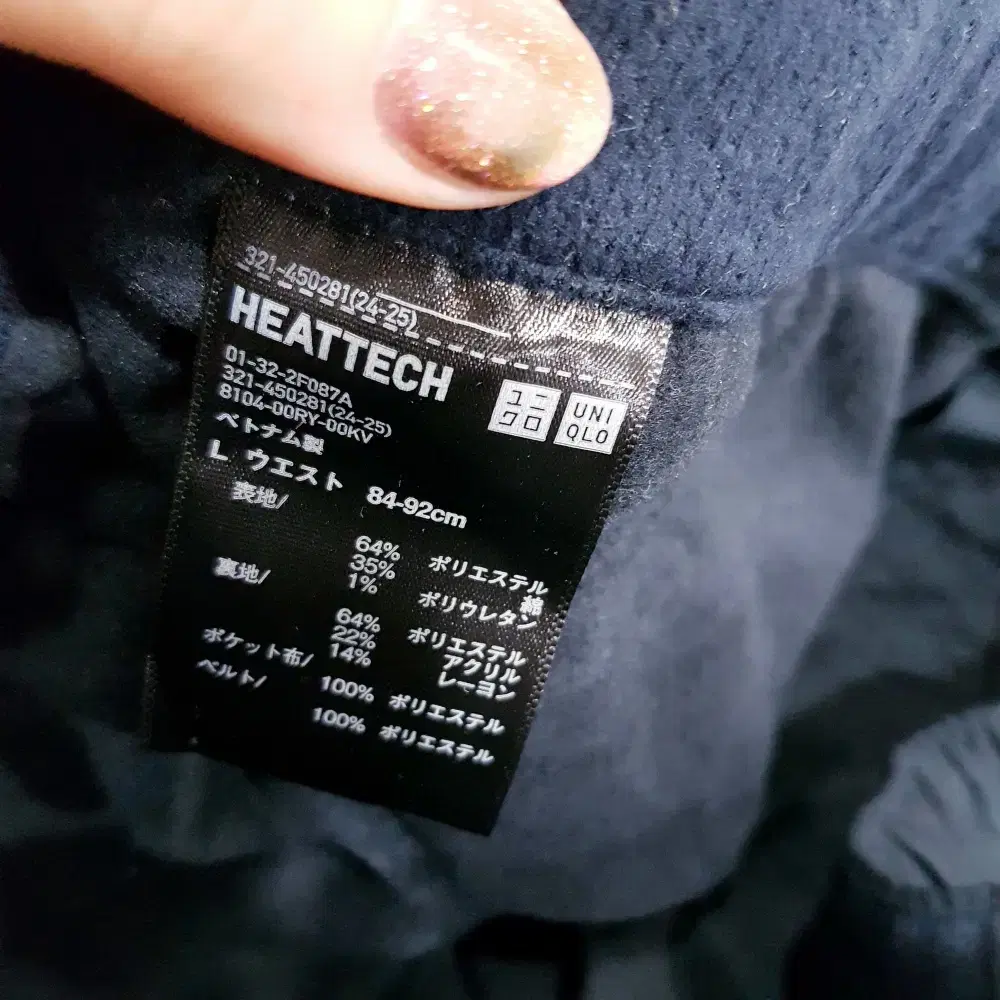 321-450281(24-25)
HEATTECH
ユニ
クロ
UNI
QLO
01-32-2F087A
321-450281(24-25)
8104-00RY-00KV
ベトナム製
L ウエスト 84-92cm
表地/
64% ポリエステル
35% 綿
1% ポリウレタン
裏地/
64% ポリエステル
22% アクリル
14% レーヨン
ポケット布/
100% ポリエステル
ベルト/
100% ポリエステル